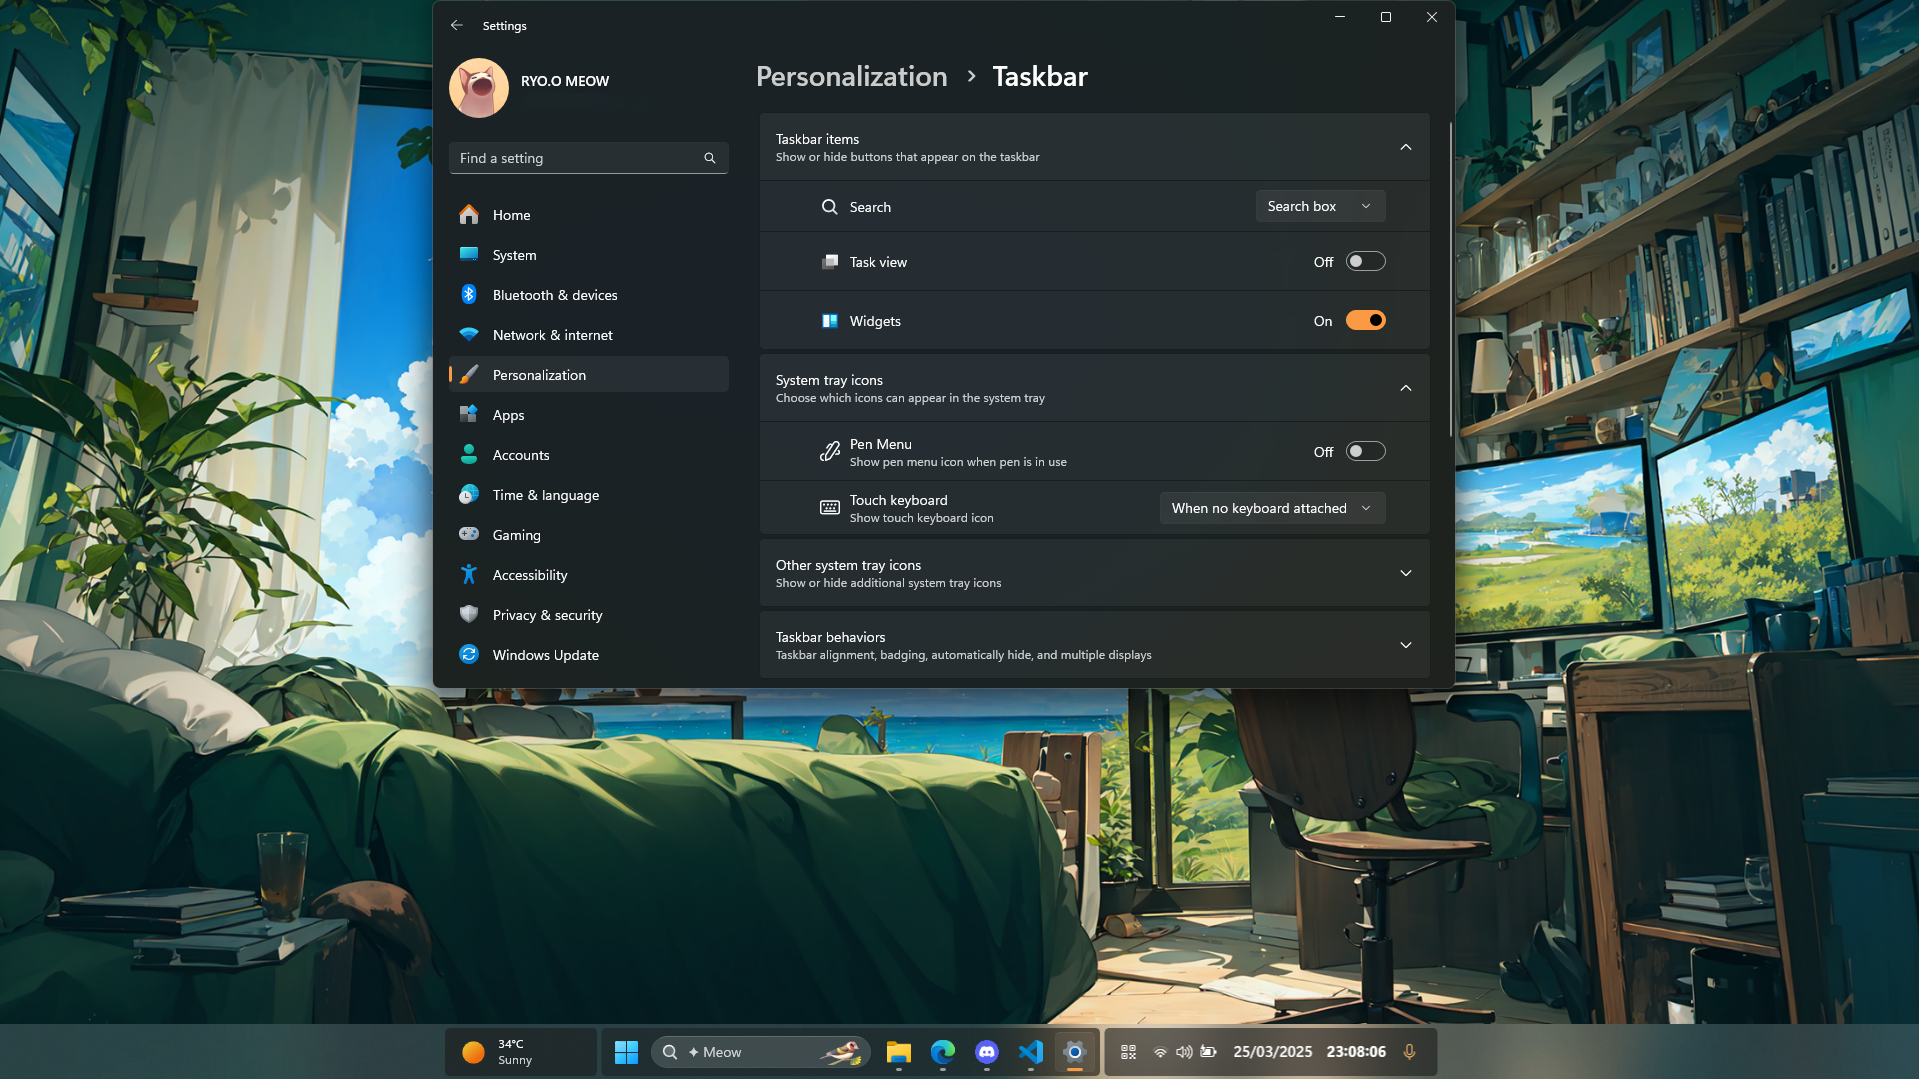 Settings
RYO.O MEOW
Find a setting
Home
System
Bluetooth & devices
Network & internet
Personalization
Apps
Accounts
Time & language
Gaming
Accessibility
Privacy & security
Windows Update
Personalization > Taskbar
Taskbar items
Show or hide buttons that appear on the taskbar
Search
Search box
Task view
Off
Widgets
On
System tray icons
Choose which icons can appear in the system tray
Pen Menu
Show pen menu icon when pen is in use
Off
Touch keyboard
Show touch keyboard icon
When no keyboard attached
Other system tray icons
Show or hide additional system tray icons
Taskbar behaviors
Taskbar alignment, badging, automatically hide, and multiple displays
34°C
Sunny
✦ Meow
25/03/2025 23:08:06